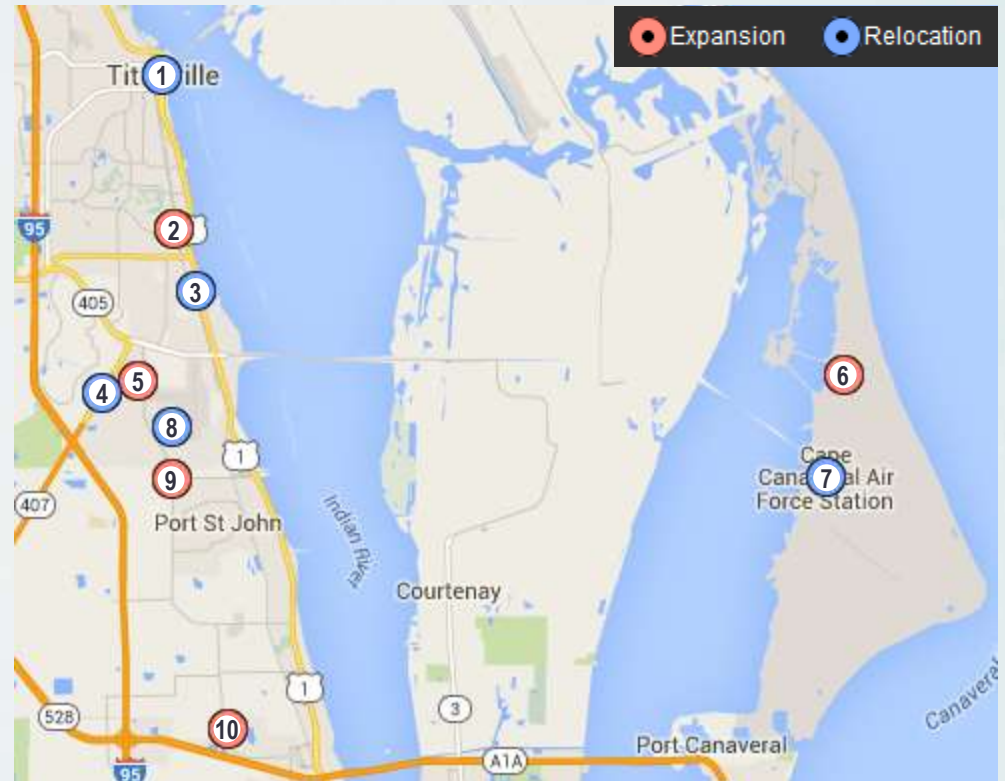 Expansion
Relocation
1
2
95
3
405
6
5
4
8
1
Cape
7
Air
Force Station
9
407
Port St John
Indian River
Courtenay
1
3
528
10
Canaveral
Port Canaveral
A1A
95